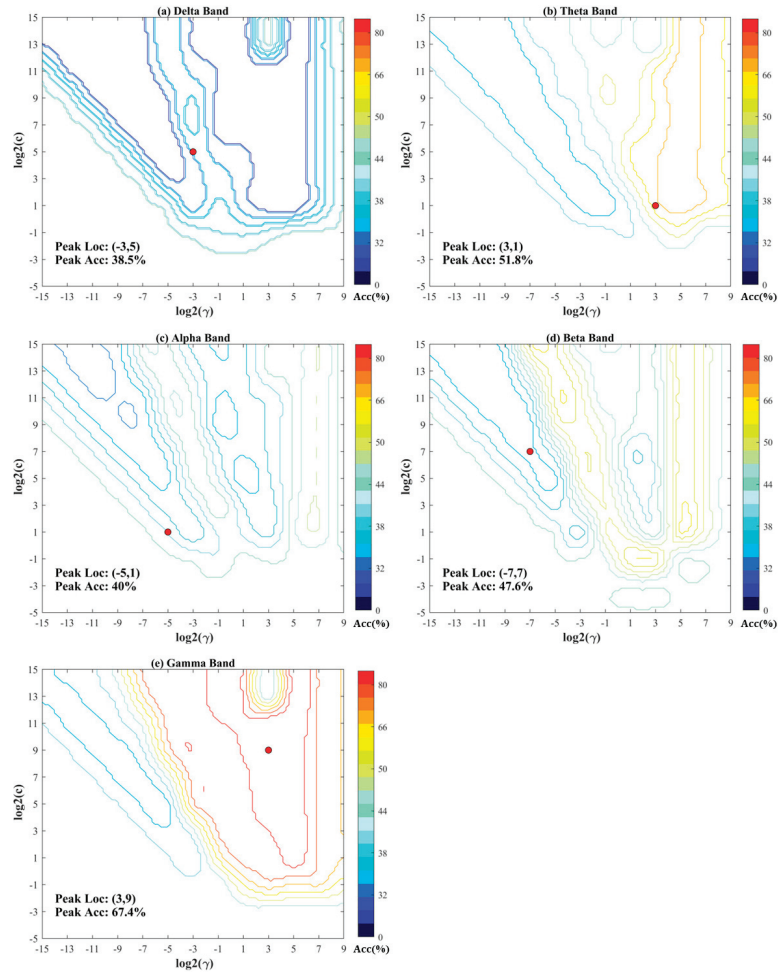 (a) Delta Band
15
13
11
9
7
5
3
1
-1
-3
-5
log2(c)
Peak Loc: (-3,5)
Peak Acc: 38.5%
-15 -13 -11 -9 -7 -5 -3 -1 1 3 5 7 9
log2(γ)
80
66
50
44
38
32
0
Acc(%)
(b) Theta Band
15
13
11
9
7
5
3
1
-1
-3
-5
log2(c)
Peak Loc: (3,1)
Peak Acc: 51.8%
-15 -13 -11 -9 -7 -5 -3 -1 1 3 5 7 9
log2(γ)
80
66
50
44
38
32
0
Acc(%)
(c) Alpha Band
15
13
11
9
7
5
3
1
-1
-3
-5
log2(c)
Peak Loc: (-5,1)
Peak Acc: 40%
-15 -13 -11 -9 -7 -5 -3 -1 1 3 5 7 9
log2(γ)
80
66
50
44
38
32
0
Acc(%)
(d) Beta Band
15
13
11
9
7
5
3
1
-1
-3
-5
log2(c)
Peak Loc: (-7,7)
Peak Acc: 47.6%
-15 -13 -11 -9 -7 -5 -3 -1 1 3 5 7 9
log2(γ)
80
66
50
44
38
32
0
Acc(%)
(e) Gamma Band
15
13
11
9
7
5
3
1
-1
-3
-5
log2(c)
Peak Loc: (3,9)
Peak Acc: 67.4%
-15 -13 -11 -9 -7 -5 -3 -1 1 3 5 7 9
log2(γ)
80
66
50
44
38
32
0
Acc(%)